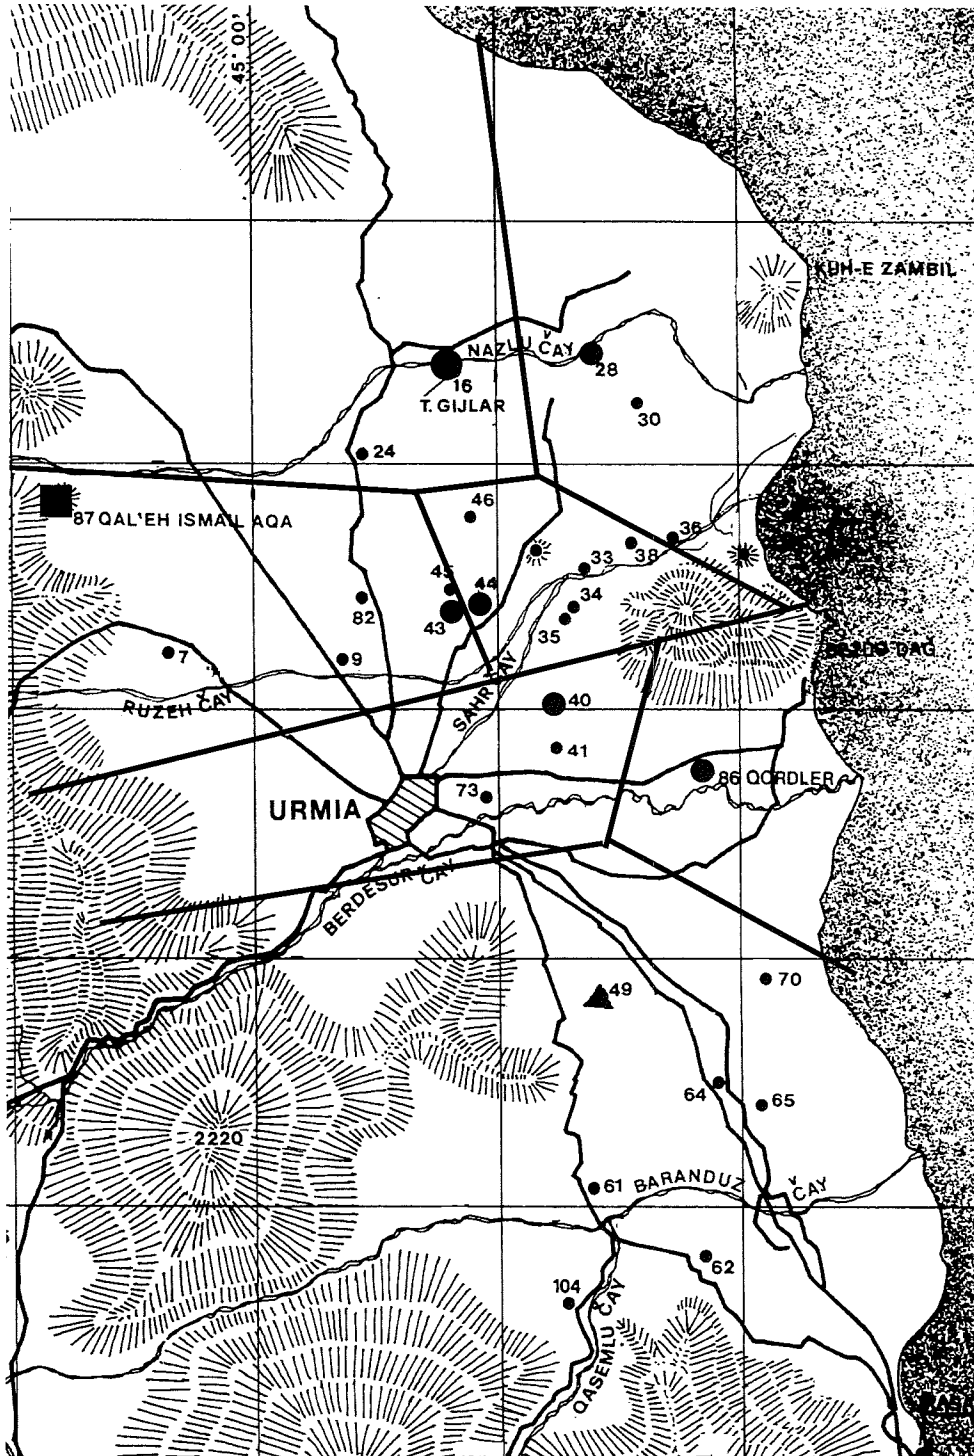 45°00'
KUH-E ZAMBIL
NAZLU ČAY
28
16
T. GIJLAR
30
24
46
87 QAL'EH ISMAIL AQA
36
38
33
45
44
34
82
43
35
9
7
RUZEH ČAY
SAHR ČAY
40
41
86 QORDLER
73
URMIA
BERDESUR ČAY
70
49
64
65
2220
61
BARANDUZ ČAY
62
104
QASEMLU ČAY